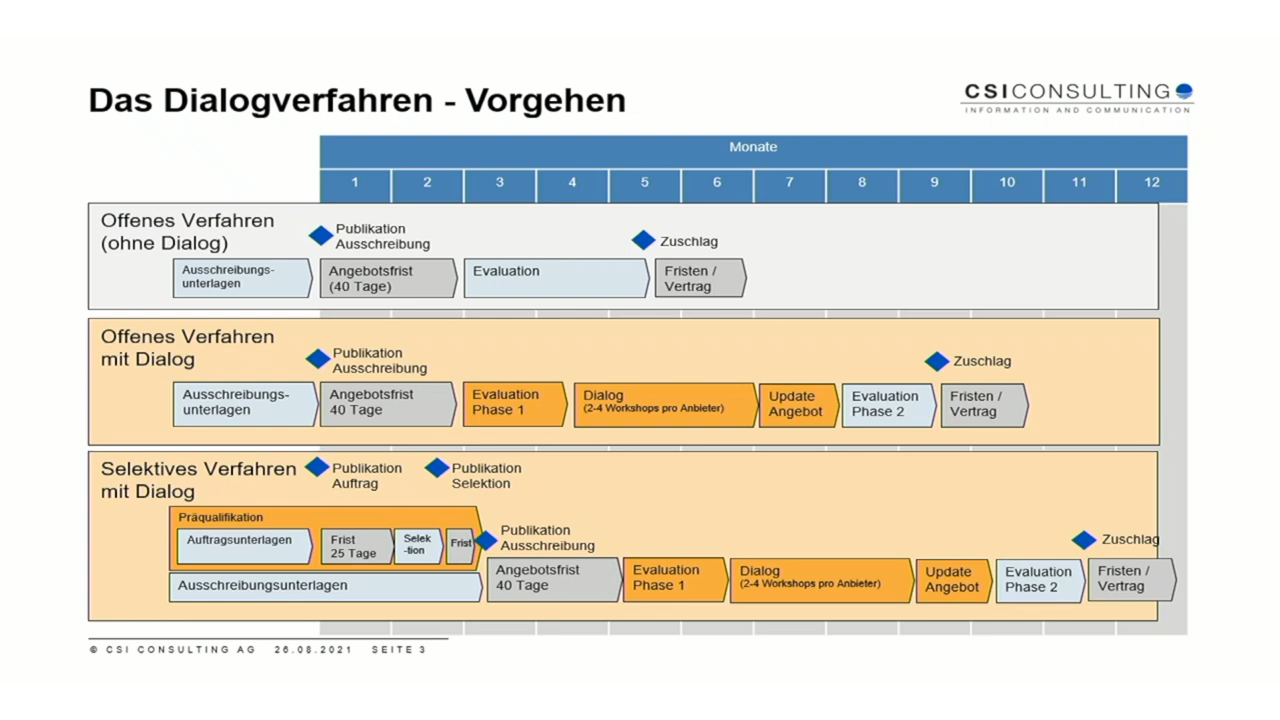 Das Dialogverfahren - Vorgehen
CSICONSULTING
INFORMATION AND COMMUNICATION
Monate
1 2 3 4 5 6 7 8 9 10 11 12
Offenes Verfahren
(ohne Dialog)
Publikation
Ausschreibung
Zuschlag
Ausschreibungs-
unterlagen
Angebotsfrist
(40 Tage)
Evaluation
Fristen /
Vertrag
Offenes Verfahren
mit Dialog
Publikation
Ausschreibung
Zuschlag
Ausschreibungs-
unterlagen
Angebotsfrist
40 Tage
Evaluation
Phase 1
Dialog
(2-4 Workshops pro Anbieter)
Update
Angebot
Evaluation
Phase 2
Fristen /
Vertrag
Selektives Verfahren
mit Dialog
Publikation
Auftrag
Publikation
Selektion
Präqualifikation
Auftragsunterlagen
Frist
25 Tage
Selek
-tion
Frist
Publikation
Ausschreibung
Zuschlag
Ausschreibungsunterlagen
Angebotsfrist
40 Tage
Evaluation
Phase 1
Dialog
(2-4 Workshops pro Anbieter)
Update
Angebot
Evaluation
Phase 2
Fristen /
Vertrag
© CSI CONSULTING AG 26.08.2021 SEITE 3